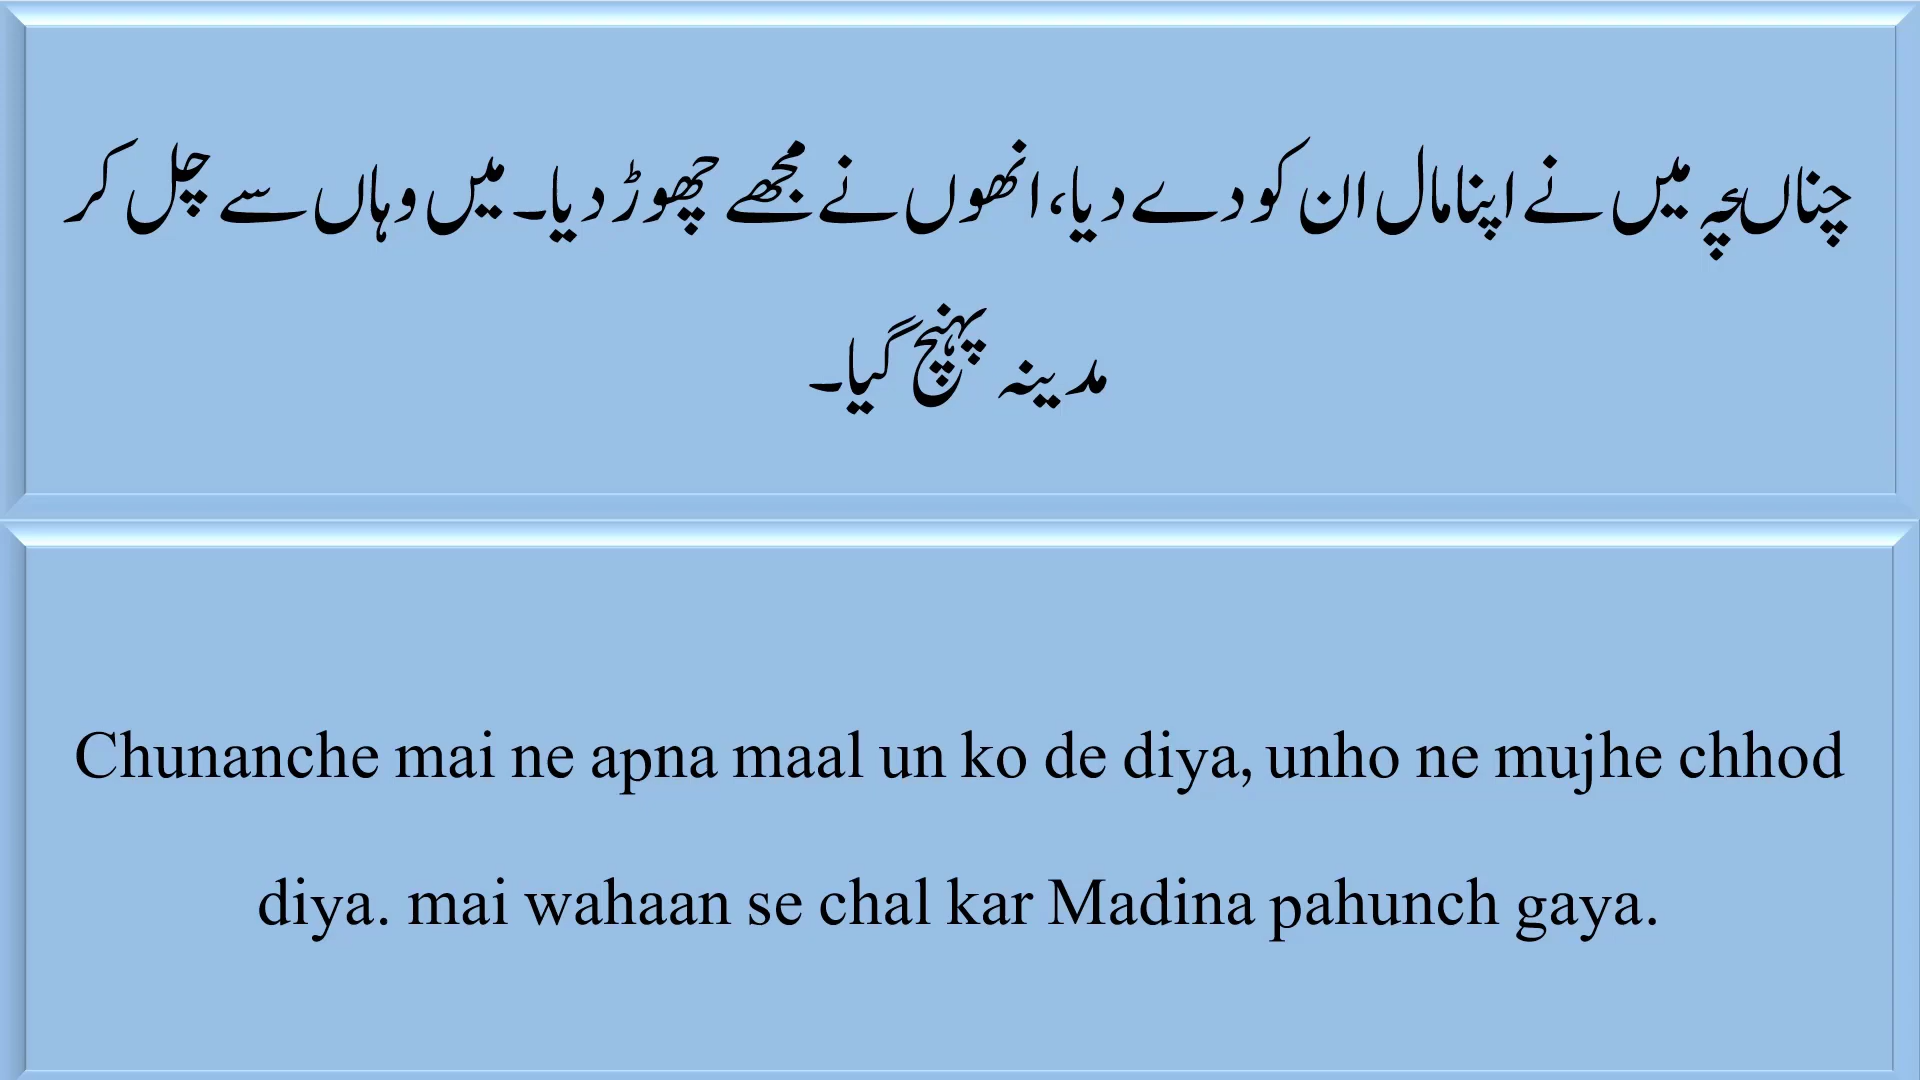 چناں‌چہ میں نے اپنا مال ان کو دے دیا، انھوں نے مجھے چھوڑ دیا۔ میں وہاں سے چل کر
مدینہ پہنچ گیا۔
Chunanche mai ne apna maal un ko de diya, unho ne mujhe chhod
diya. mai wahaan se chal kar Madina pahunch gaya.